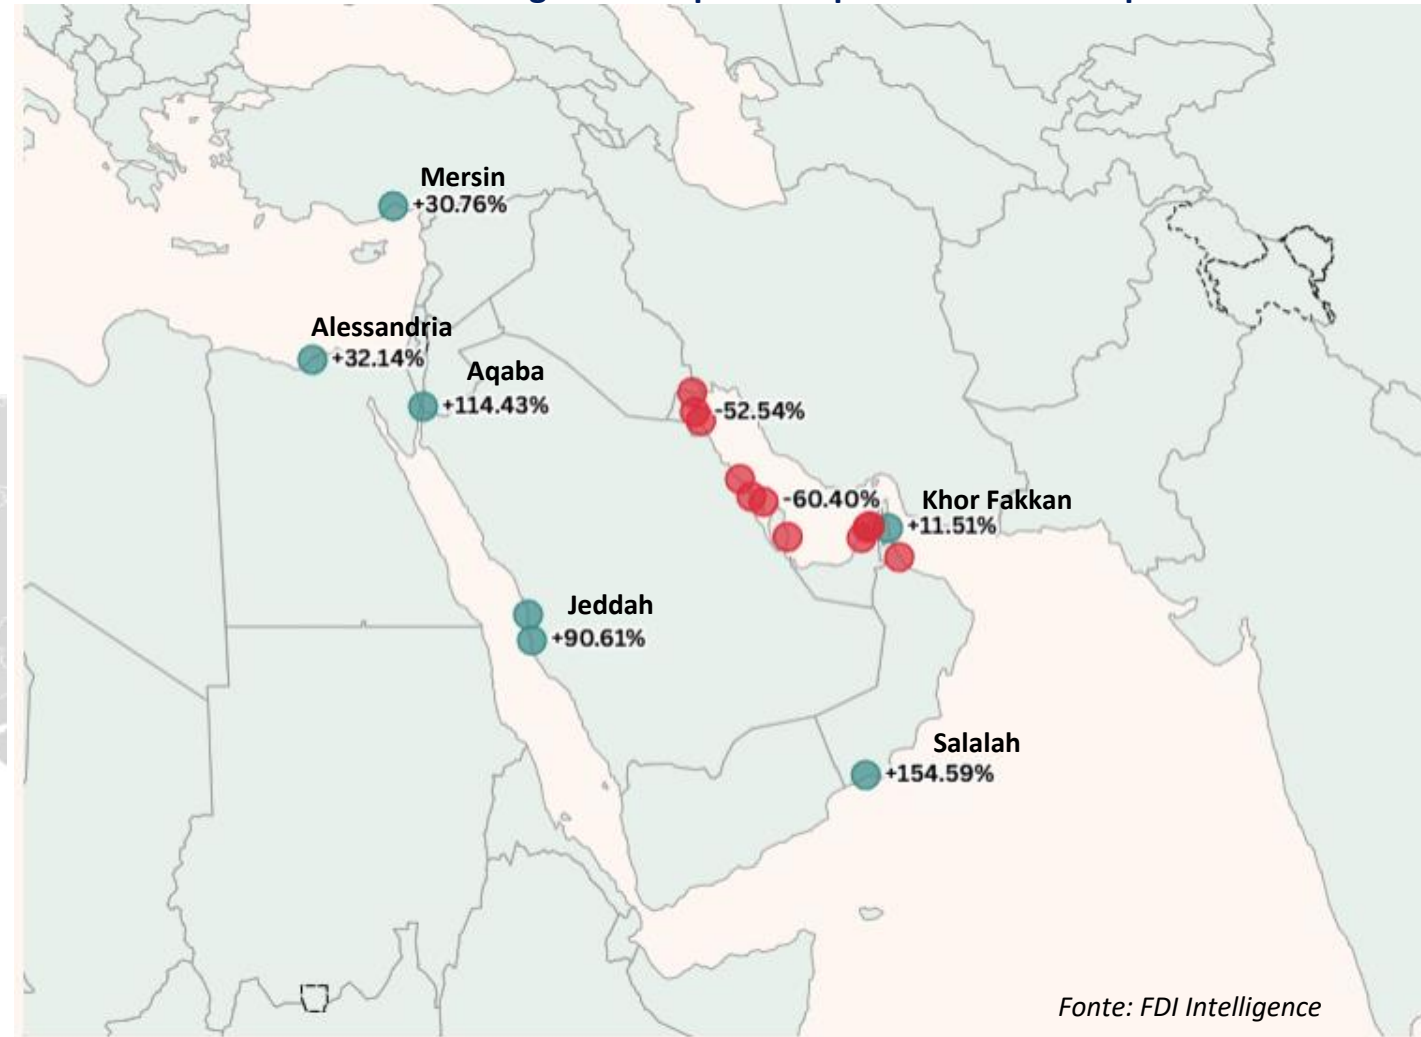 Mersin
+30.76%
Alessandria
+32.14%
Aqaba
+114.43%
-52.54%
-60.40%
Khor Fakkan
+11.51%
Jeddah
+90.61%
Salalah
+154.59%
Fonte: FDI Intelligence